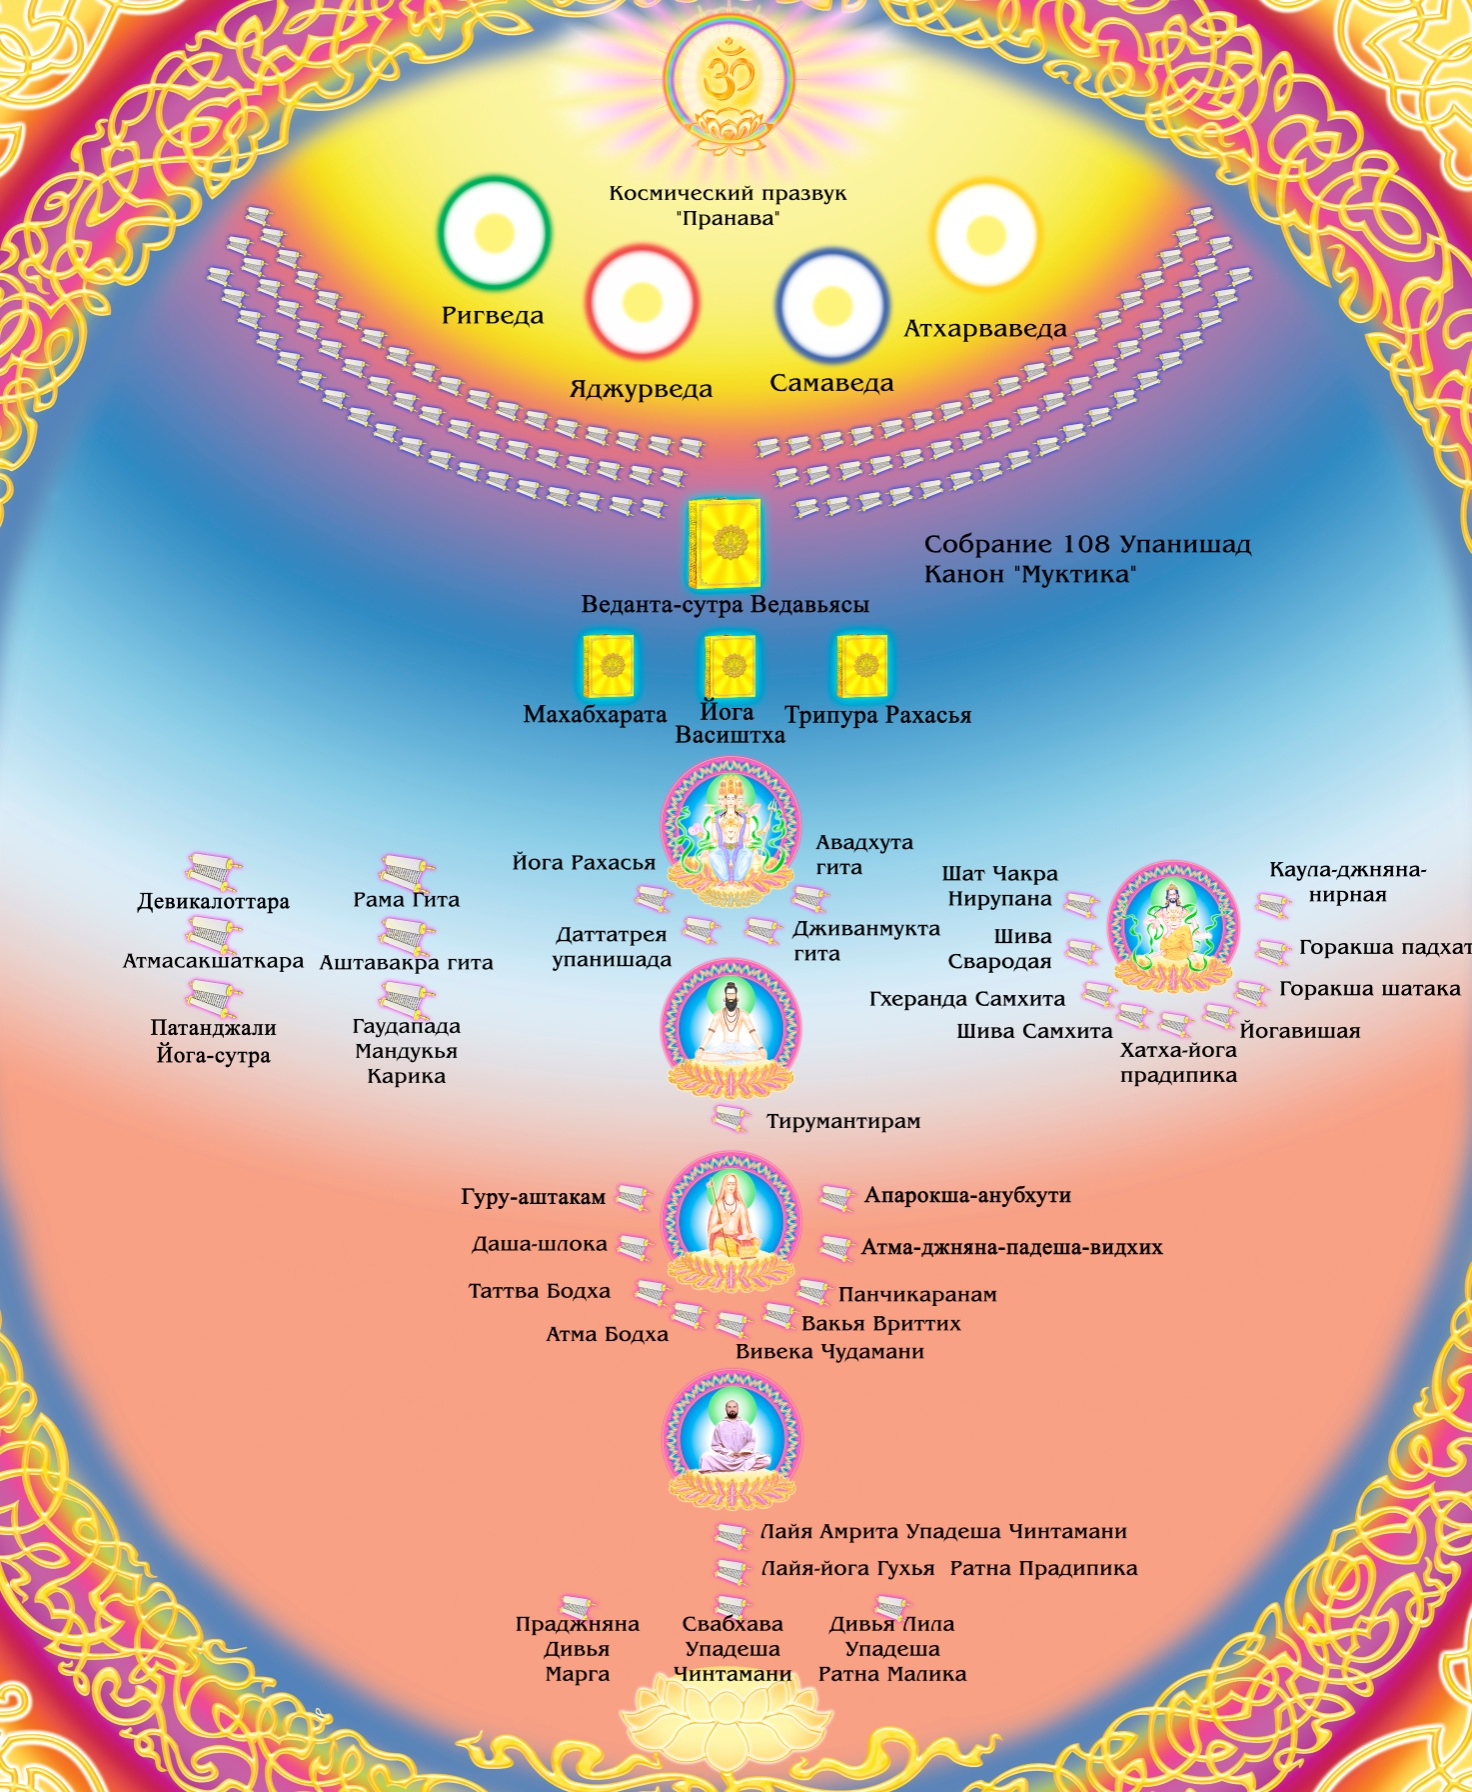 Космический празвук
"Пранава"
Ригведа
Яджурведа
Самаведа
Атхарваведа
Собрание 108 Упанишад
Канон "Муктика"
Веданта-сутра Ведавьясы
Махабхарата
Йога
Васиштха
Трипура Рахасья
Девикалоттара
Атмасакшаткара
Патанджали
Йога-сутра
Рама Гита
Аштавакра гита
Гаудапада
Мандукья
Карика
Йога Рахасья
Даттатрея
упанишада
Авадхута
гита
Дживанмукта
гита
Шат Чакра
Нирупана
Шива
Свародая
Гхеранда Самхита
Шива Самхита
Хатха-йога
прадипика
Каула-джняна-
нирная
Горакша падхат
Горакша шатака
Йогавишая
Тирумантирам
Гуру-аштакам
Даша-шлока
Таттва Бодха
Атма Бодха
Апарокша-анубхути
Атма-джняна-падеша-видхих
Панчикаранам
Вакья Вриттих
Вивека Чудамани
Лайя Амрита Упадеша Чинтамани
Лайя-йога Гухья Ратна Прадипика
Праджняна
Дивья
Марга
Свабхава
Упадеша
Чинтамани
Дивья Лила
Упадеша
Ратна Малика